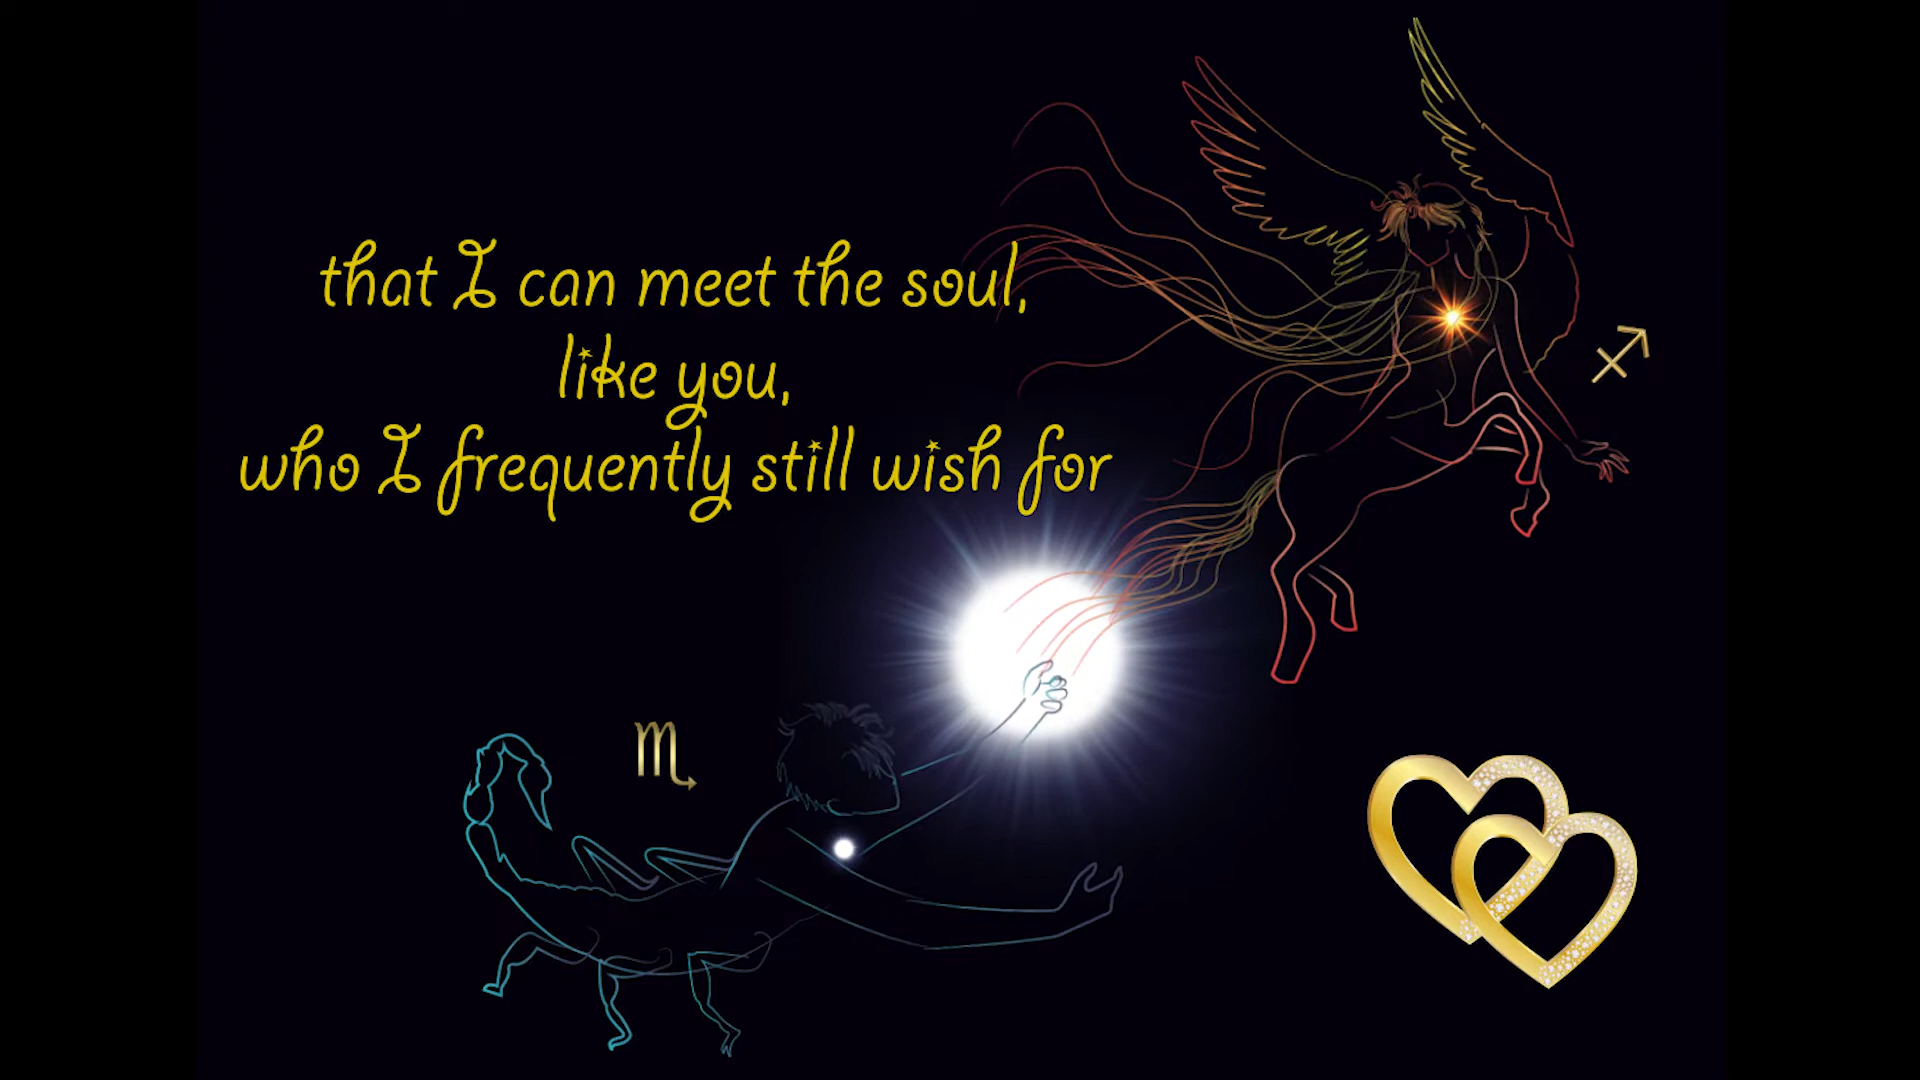 that I can meet the soul,
like you,
who I frequently still wish for